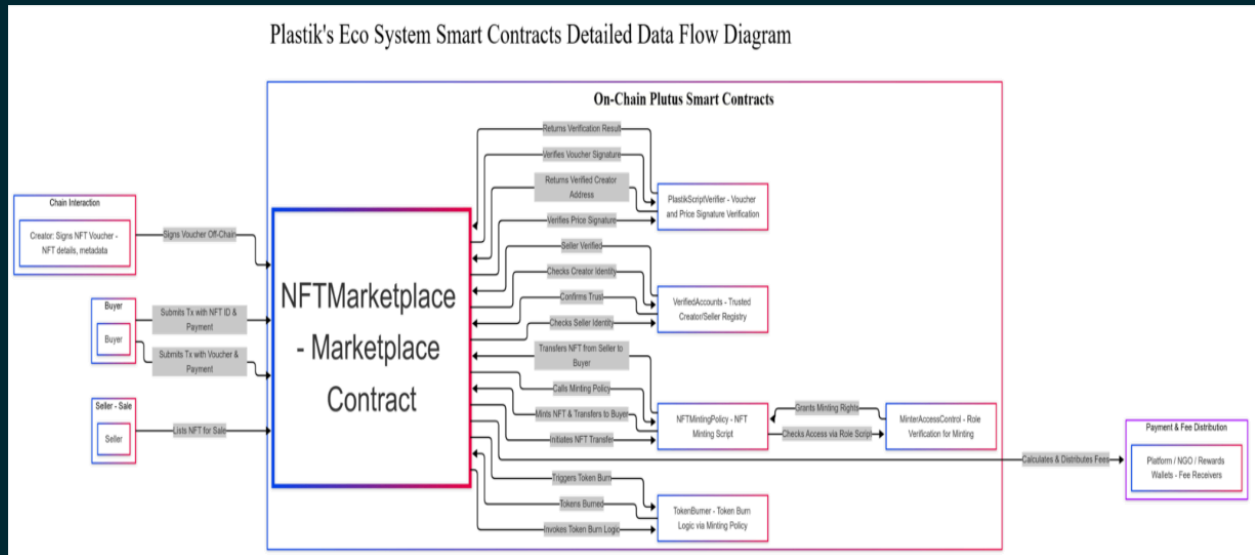 Plastik's Eco System Smart Contracts Detailed Data Flow Diagram
On-Chain Plutus Smart Contracts
Chain Interaction
Creator: Signs NFT Voucher -
NFT details, metadata
Signs Voucher Off-Chain
Buyer
Buyer
Submits Tx with NFT ID &
Payment
Submits Tx with Voucher &
Payment
Seller - Sale
Seller
Lists NFT for Sale
NFTMarketplace
- Marketplace
Contract
Returns Verification Result
Verifies Voucher Signature
Returns Verified Creator
Address
Verifies Price Signature
PlastikScriptVerifier - Voucher
and Price Signature Verification
Seller Verified
Checks Creator Identity
Confirms Trust
Checks Seller Identity
VerifiedAccounts - Trusted
Creator/Seller Registry
Transfers NFT from Seller to
Buyer
Calls Minting Policy
Mints NFT & Transfers to Buyer
Initiates NFT Transfer
NFTMintingPolicy - NFT
Minting Script
Grants Minting Rights
Checks Access via Role Script
MinterAccessControl - Role
Verification for Minting
Calculates & Distributes Fees
Payment & Fee Distribution
Platform / NGO / Rewards
Wallets - Fee Receivers
Triggers Token Burn
Tokens Burned
Invokes Token Burn Logic
TokenBurner - Token Burn
Logic via Minting Policy